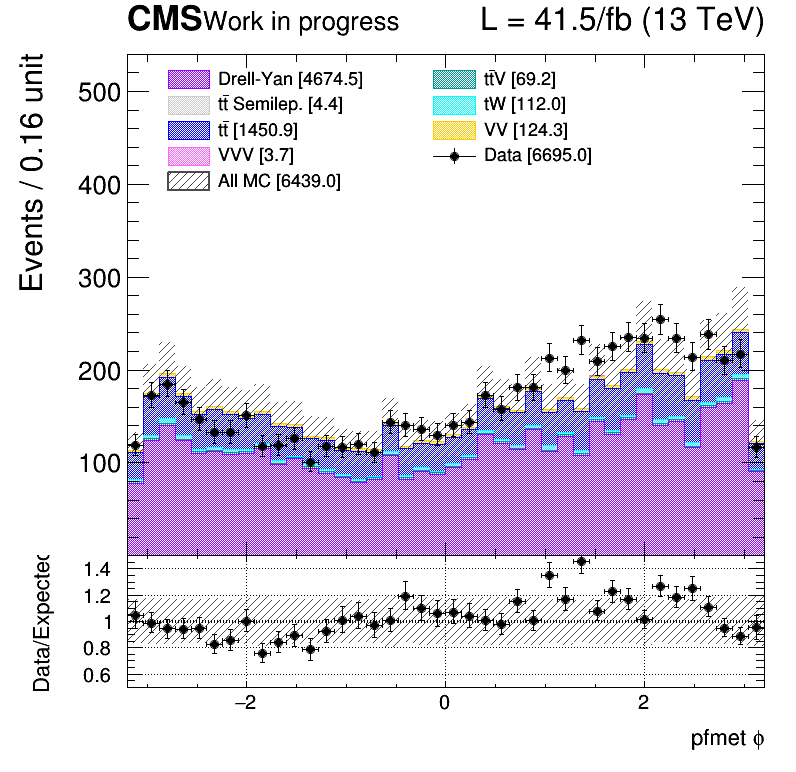 CMS Work in progress L = 41.5/fb (13 TeV)
Events / 0.16 unit
500
400
300
200
100
Drell-Yan [4674.5]
tt̄ Semilep. [4.4]
tt̄ [1450.9]
VVV [3.7]
All MC [6439.0]
tt̄V [69.2]
tW [112.0]
VV [124.3]
Data [6695.0]
Data/Expected
1.4
1.2
1
0.8
0.6
−2 0 2
pfmet ϕ